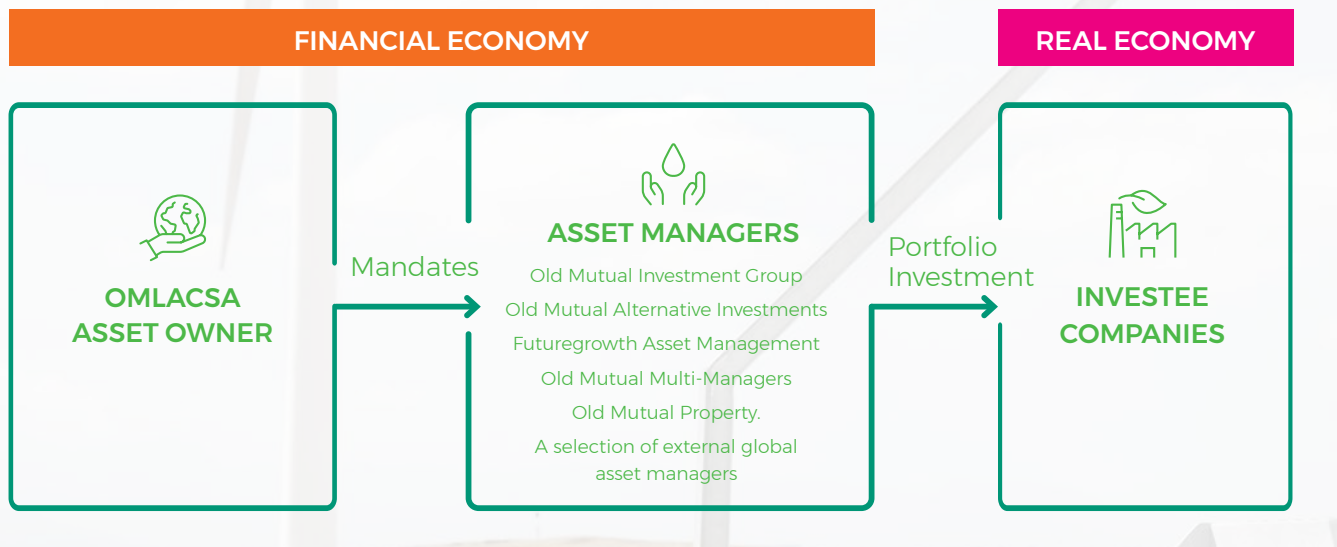 FINANCIAL ECONOMY
REAL ECONOMY
OMLACSA
ASSET OWNER
Mandates
ASSET MANAGERS
Old Mutual Investment Group
Old Mutual Alternative Investments
Futuregrowth Asset Management
Old Mutual Multi-Managers
Old Mutual Property.
A selection of external global
asset managers
Portfolio
Investment
INVESTEE
COMPANIES